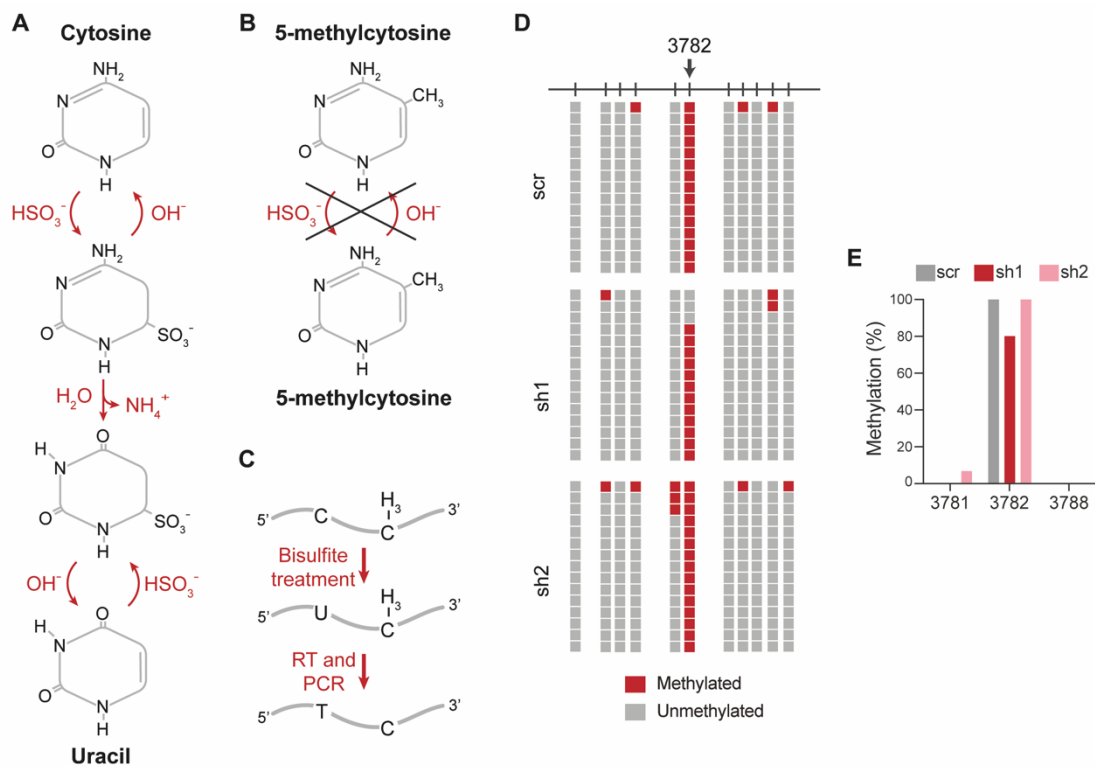 A
Cytosine
NH2
N
O
N
H
HSO3−
OH−
NH2
N
O
N
H
SO3−
H2O
NH4+
O
H
N
O
N
H
SO3−
OH−
HSO3−
O
H
N
O
N
H
Uracil
B
5-methylcytosine
NH2
CH3
N
O
N
H
HSO3−
OH−
NH2
CH3
N
O
N
H
5-methylcytosine
C
H3
5’ C C 3’
Bisulfite
treatment
H3
5’ U C 3’
RT and
PCR
5’ T C 3’
D
3782
scr
sh1
sh2
Methylated
Unmethylated
E
scr sh1 sh2
Methylation (%)
100
80
60
40
20
0
3781 3782 3788